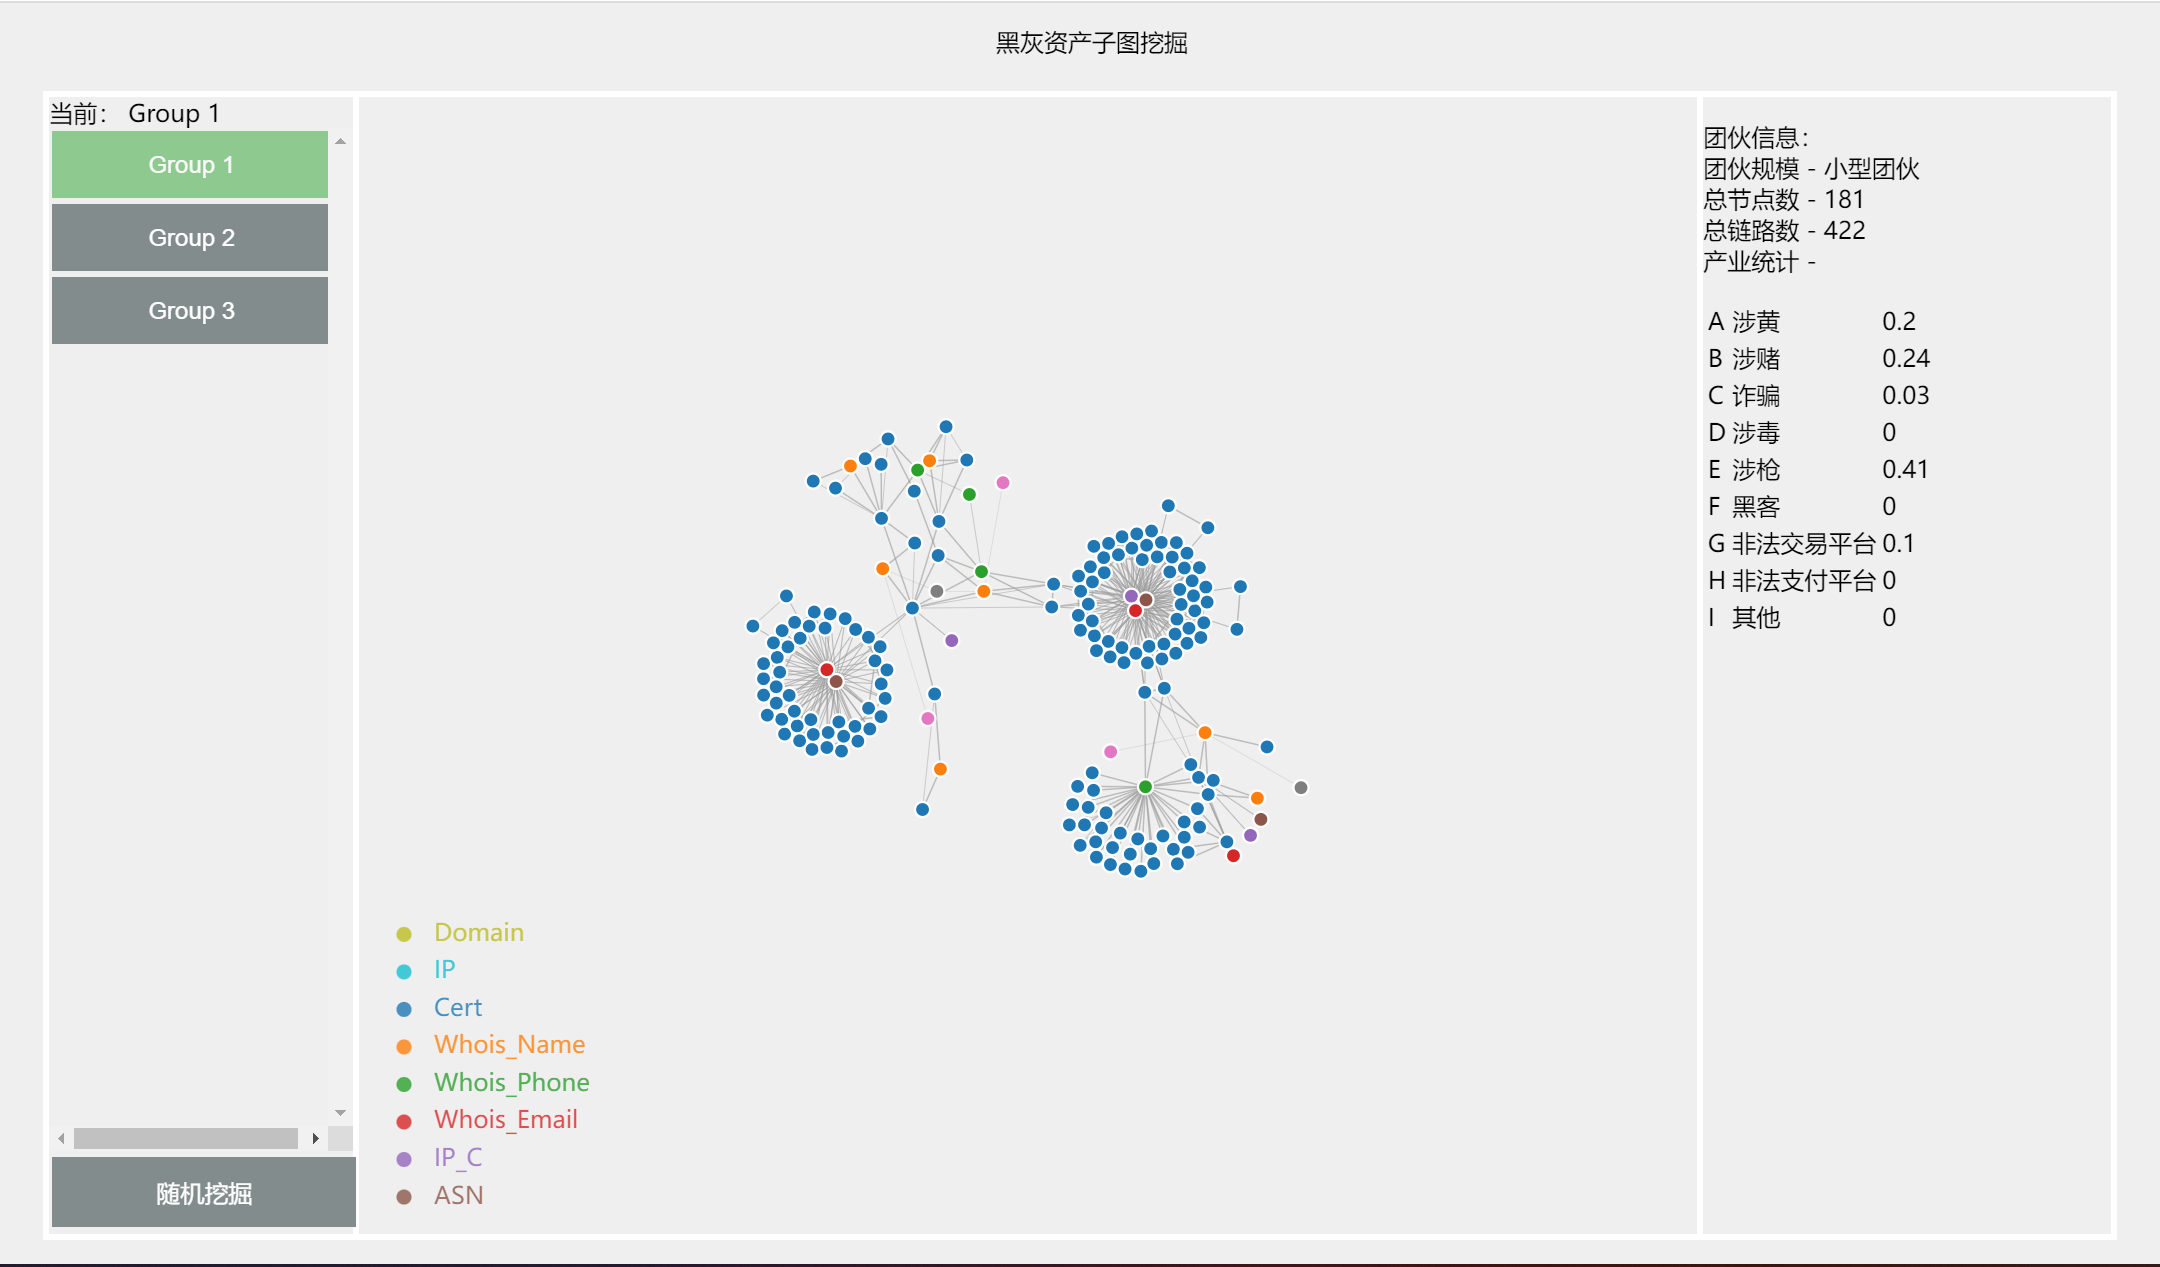 黑灰资产子图挖掘
当前： Group 1
Group 1
Group 2
Group 3
随机挖掘
Domain
IP
Cert
Whois_Name
Whois_Phone
Whois_Email
IP_C
ASN
团伙信息：
团伙规模 - 小型团伙
总节点数 - 181
总链路数 - 422
产业统计 -
A 涉黄 0.2
B 涉赌 0.24
C 诈骗 0.03
D 涉毒 0
E 涉枪 0.41
F 黑客 0
G 非法交易平台 0.1
H 非法支付平台 0
I 其他 0